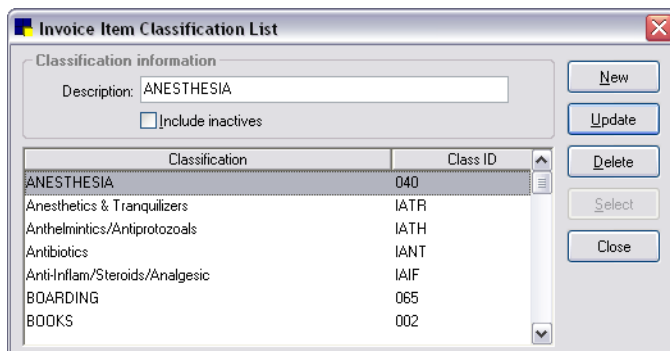 Invoice Item Classification List
Classification information
Description: ANESTHESIA
Include inactives
New
Update
Delete
Select
Close
Classification Class ID
ANESTHESIA 040
Anesthetics & Tranquilizers IATR
Anthelmintics/Antiprotozoals IATH
Antibiotics IANT
Anti-Inflam/Steroids/Analgesic IAIF
BOARDING 065
BOOKS 002